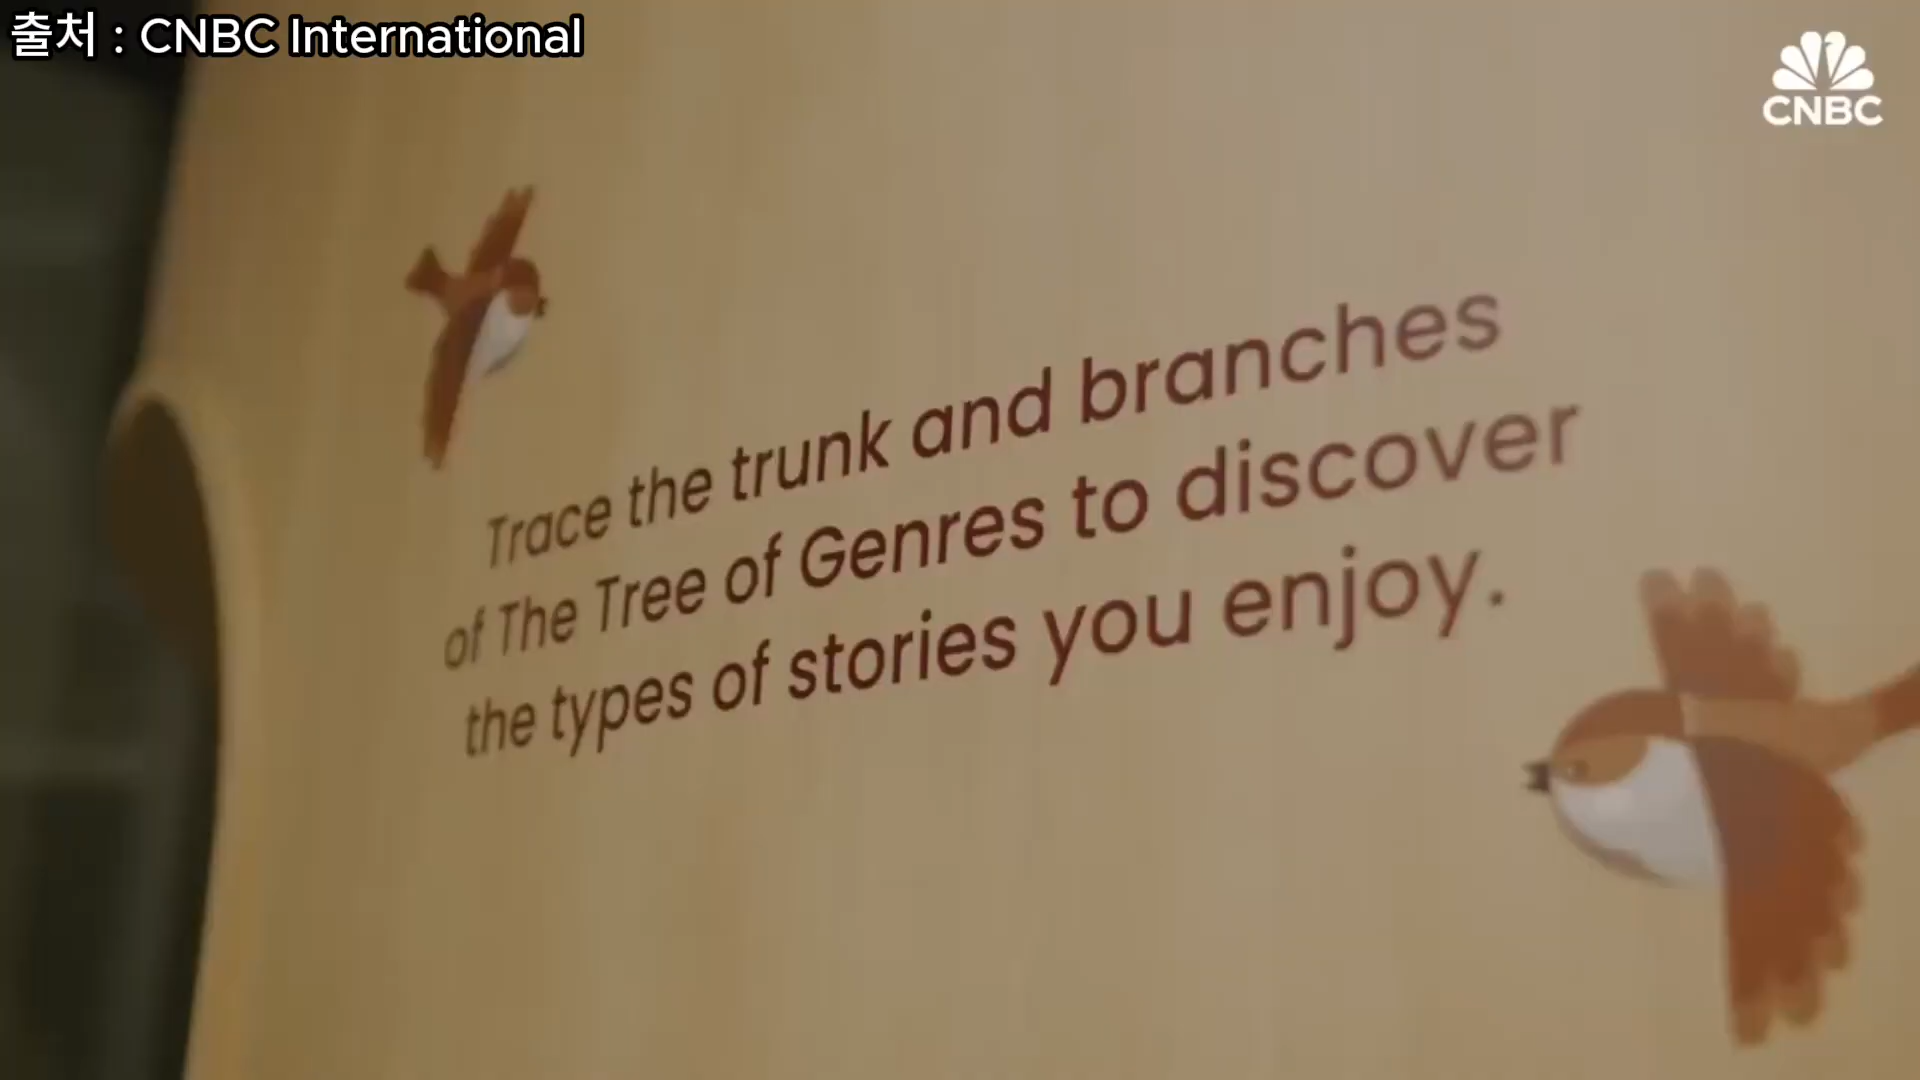 출처 : CNBC International
CNBC
Trace the trunk and branches
of The Tree of Genres to discover
the types of stories you enjoy.